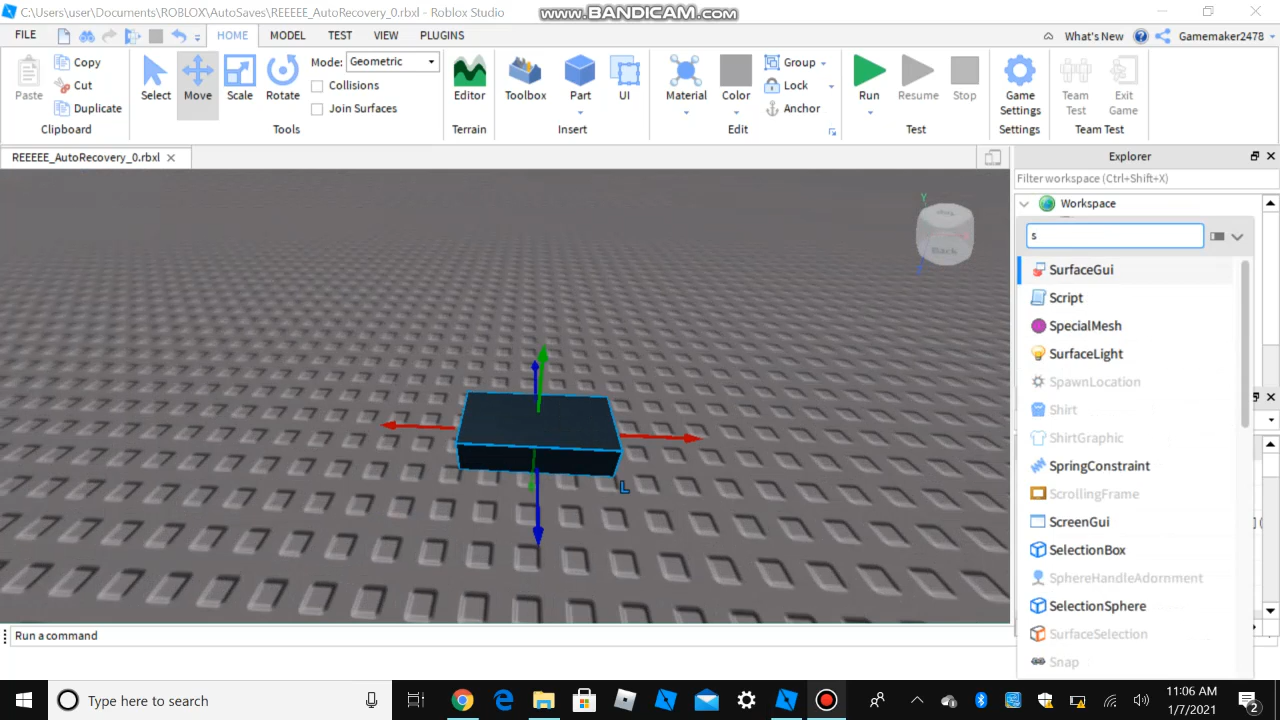 C:\Users\user\Documents\ROBLOX\AutoSaves\REEEEE_AutoRecovery_0.rbxl - Roblox Studio
www.BANDICAM.com
FILE HOME MODEL TEST VIEW PLUGINS What's New Gamemaker2478
Paste
Copy
Cut
Duplicate
Clipboard
Select Move Scale Rotate
Mode: Geometric
Collisions
Join Surfaces
Tools
Editor
Terrain
Toolbox Part UI
Insert
Material Color
Group
Lock
Anchor
Edit
Run Resume Stop
Test
Game Settings
Settings
Team Test
Exit Game
Team Test
REEEEE_AutoRecovery_0.rbxl
Explorer
Filter workspace (Ctrl+Shift+X)
Workspace
s
SurfaceGui
Script
SpecialMesh
SurfaceLight
SpawnLocation
Shirt
ShirtGraphic
SpringConstraint
ScrollingFrame
ScreenGui
SelectionBox
SphereHandleAdornment
SelectionSphere
SurfaceSelection
Snap
Y
Back
L
Run a command
Type here to search
11:06 AM
1/7/2021
2